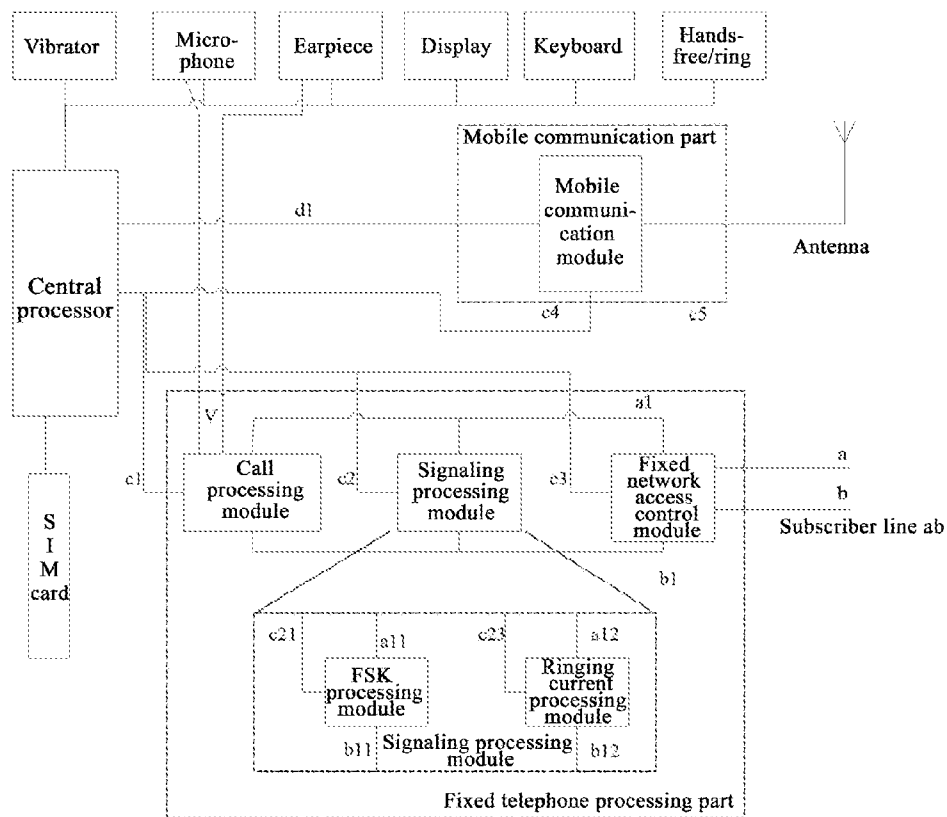 Vibrator
Micro-
phone
Earpiece
Display
Keyboard
Hands-
free/ring
Mobile communication part
Mobile
communi-
cation
module
d1
Antenna
Central
processor
c4
c5
a1
V
c1
Call
processing
module
c2
Signaling
processing
module
c3
Fixed
network
access
control
module
a
b
Subscriber line ab
S
I
M
card
b1
c21
a11
c23
a12
FSK
processing
module
Ringing
current
processing
module
b11
Signaling processing
module
b12
Fixed telephone processing part